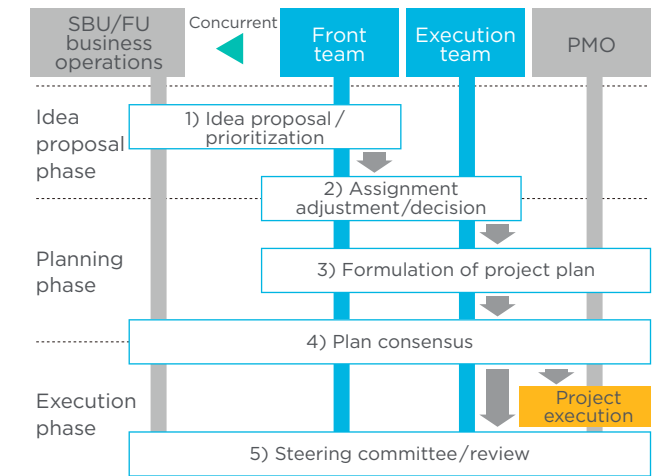 SBU/FU
business
operations
Concurrent
Front
team
Execution
team
PMO
Idea
proposal
phase
1) Idea proposal/
prioritization
2) Assignment
adjustment/decision
Planning
phase
3) Formulation of project plan
4) Plan consensus
Execution
phase
Project
execution
5) Steering committee/review